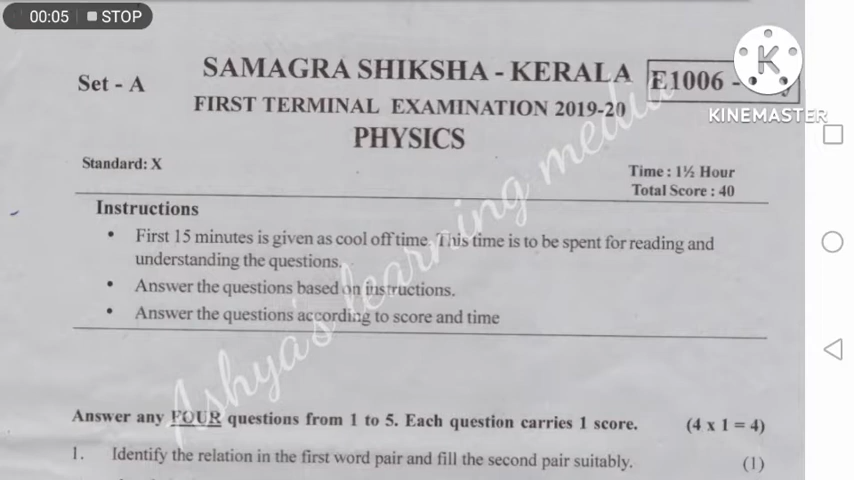 00:05 STOP
SAMAGRA SHIKSHA - KERALA
E1006 -
Set - A
FIRST TERMINAL EXAMINATION 2019-20
KINEMASTER
PHYSICS
Standard: X
Time : 1½ Hour
Total Score : 40
Instructions
• First 15 minutes is given as cool off time. This time is to be spent for reading and
understanding the questions.
• Answer the questions based on instructions.
• Answer the questions according to score and time
Ashya's learning media
Answer any FOUR questions from 1 to 5. Each question carries 1 score. (4 x 1 = 4)
1. Identify the relation in the first word pair and fill the second pair suitably. (1)